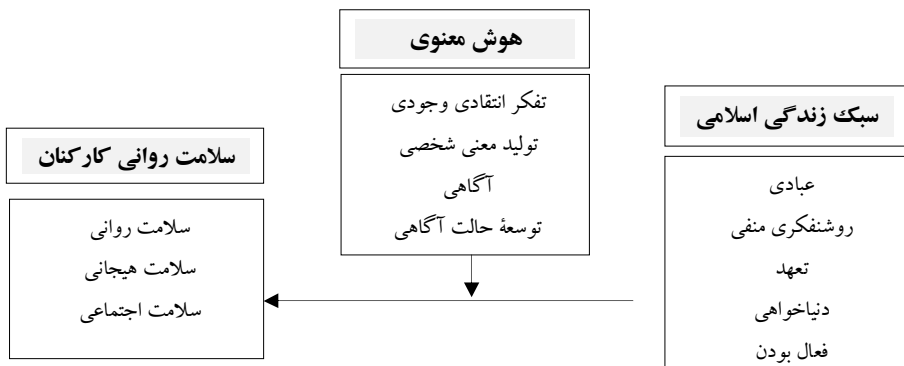 هوش معنوی
تفکر انتقادی وجودی
تولید معنی شخصی
آگاهی
توسعۀ حالت آگاهی
سبک زندگی اسلامی
عبادی
روشنفکری منفی
تعهد
دنیاخواهی
فعال بودن
سلامت روانی کارکنان
سلامت روانی
سلامت هیجانی
سلامت اجتماعی